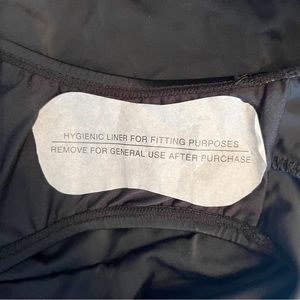 HYGIENIC LINER FOR FITTING PURPOSES
REMOVE FOR GENERAL USE AFTER PURCHASE